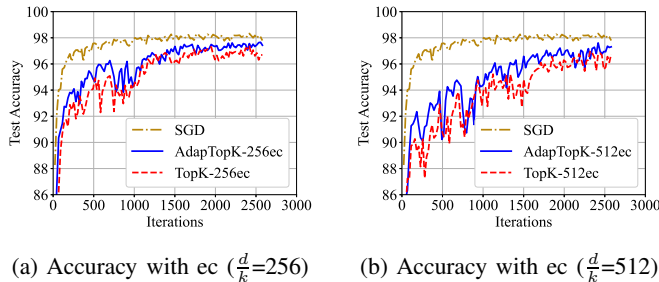 100
98
96
94
92
90
88
86
Test Accuracy
SGD
AdapTopK-256ec
TopK-256ec
0 500 1000 1500 2000 2500 3000
Iterations
(a) Accuracy with ec (d/k=256)
100
98
96
94
92
90
88
86
Test Accuracy
SGD
AdapTopK-512ec
TopK-512ec
0 500 1000 1500 2000 2500 3000
Iterations
(b) Accuracy with ec (d/k=512)